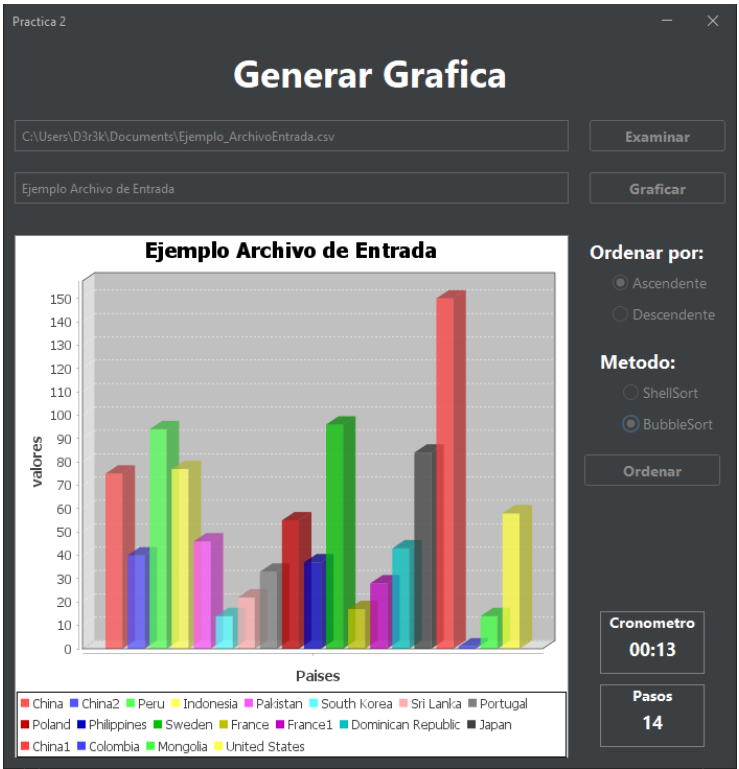 Practica 2
Generar Grafica
C:\Users\D3r3k\Documents\Ejemplo_ArchivoEntrada.csv
Examinar
Ejemplo Archivo de Entrada
Graficar
Ejemplo Archivo de Entrada
valores
150
140
130
120
110
100
90
80
70
60
50
40
30
20
10
0
Paises
China China2 Peru Indonesia Pakistan South Korea Sri Lanka Portugal
Poland Philippines Sweden France France1 Dominican Republic Japan
China1 Colombia Mongolia United States
Ordenar por:
Ascendente
Descendente
Metodo:
ShellSort
BubbleSort
Ordenar
Cronometro
00:13
Pasos
14